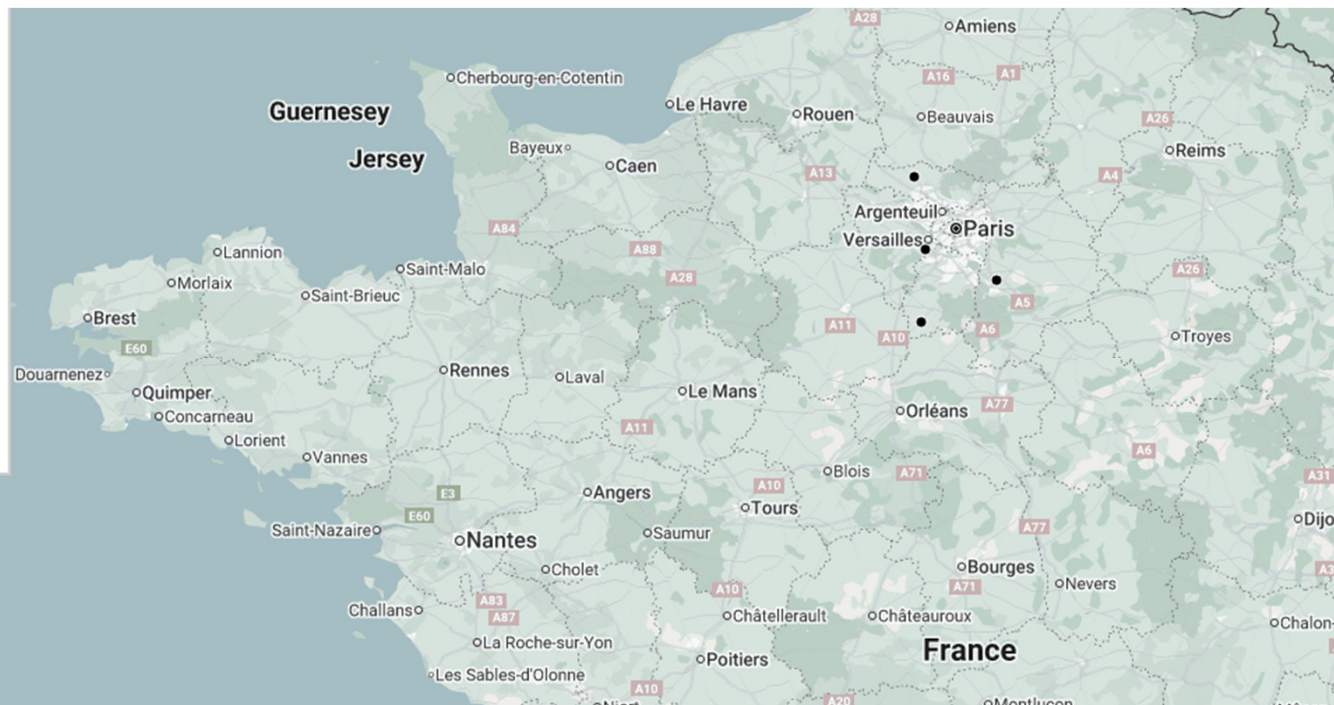 A28
Amiens
Cherbourg-en-Cotentin
A16
A1
Guernesey
Le Havre
Rouen
Beauvais
A26
Bayeux
Jersey
Caen
Reims
A13
A4
Argenteuil
Paris
A84
Versailles
Lannion
A88
Saint-Malo
A28
A26
Morlaix
Saint-Brieuc
A5
Brest
A11
A10
A6
Troyes
E60
Douarnenez
Rennes
Laval
Quimper
Le Mans
Concarneau
Orléans
A77
A11
Lorient
Vannes
A6
Blois
A71
A31
E3
Angers
A10
Tours
E60
Saint-Nazaire
Nantes
Saumur
A77
Dijo
Cholet
Bourges
A3
Nevers
A10
A71
A83
Challans
A87
Châtellerault
Châteauroux
Chalon-
La Roche-sur-Yon
France
Poitiers
Les Sables-d'Olonne
A10
A20
Niort
Montluçon